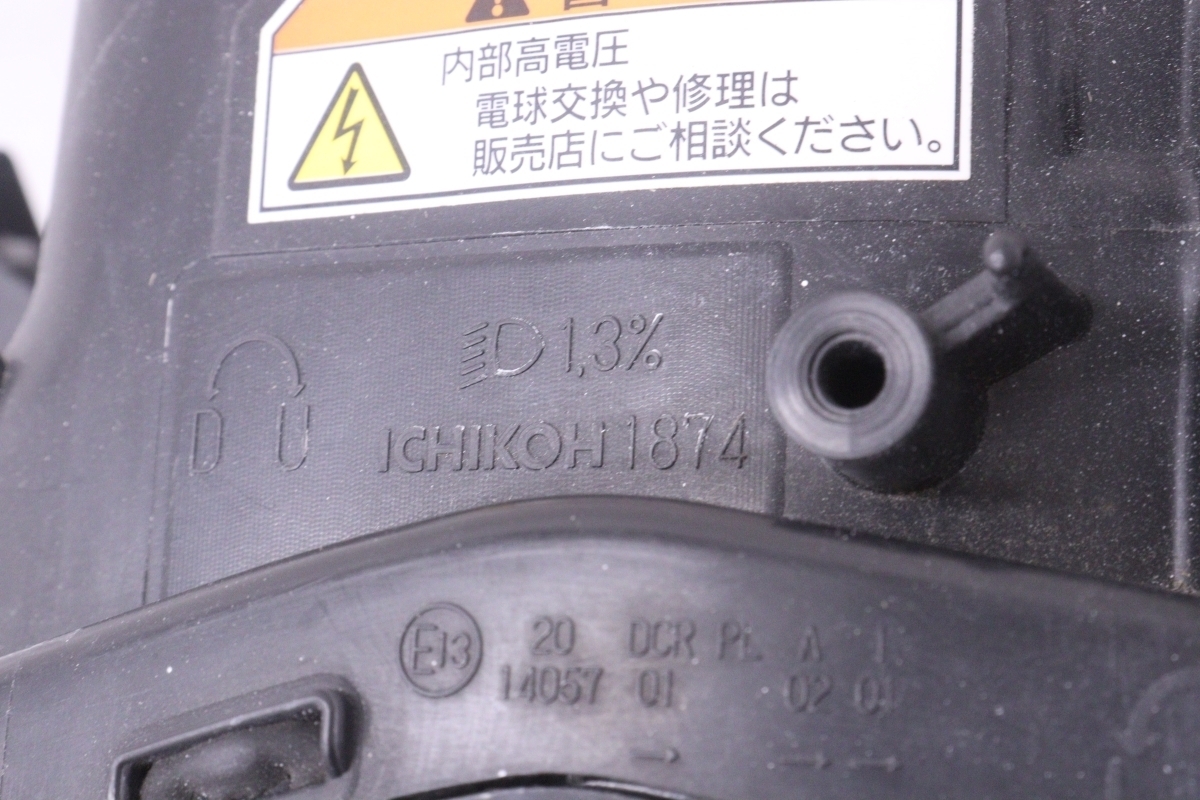 内部高電圧
電球交換や修理は
販売店にご相談ください。
1,3%
D U
ICHIKOH 1874
E13
20 DCR PL A 1
14057 01 02 01